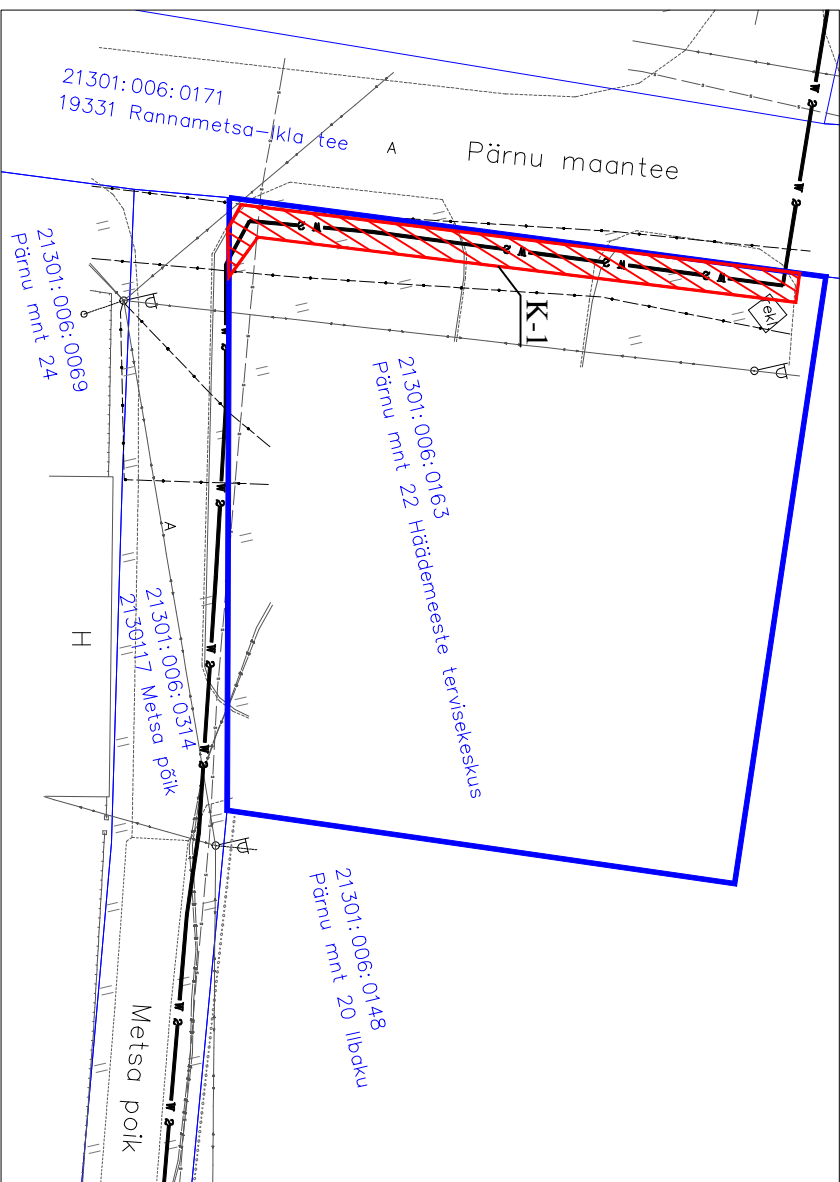 21301:006:0171
19331 Rannametsa-Ikla tee
A
Pärnu maantee
21301:006:0069
Pärnu mnt 24
K-1
21301:006:0163
Pärnu mnt 22 Häädemeeste tervisekeskus
A
H
21301:006:0314
2130117 Metsa põik
21301:006:0148
Pärnu mnt 20 Ilbaku
Metsa poik